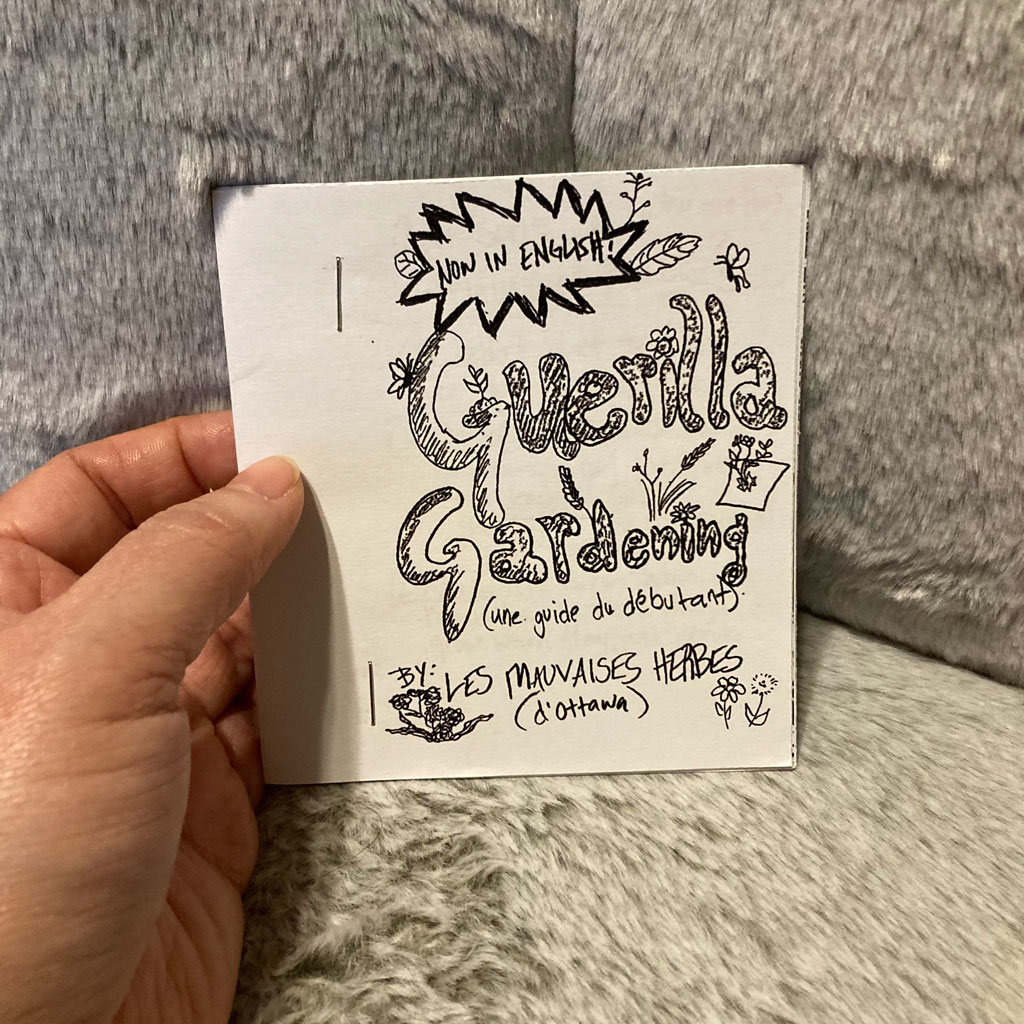 NOW IN ENGLISH!
Guerilla
Gardening
(une guide du débutant)
BY: LES MAUVAISES HERBES
(d'Ottawa)